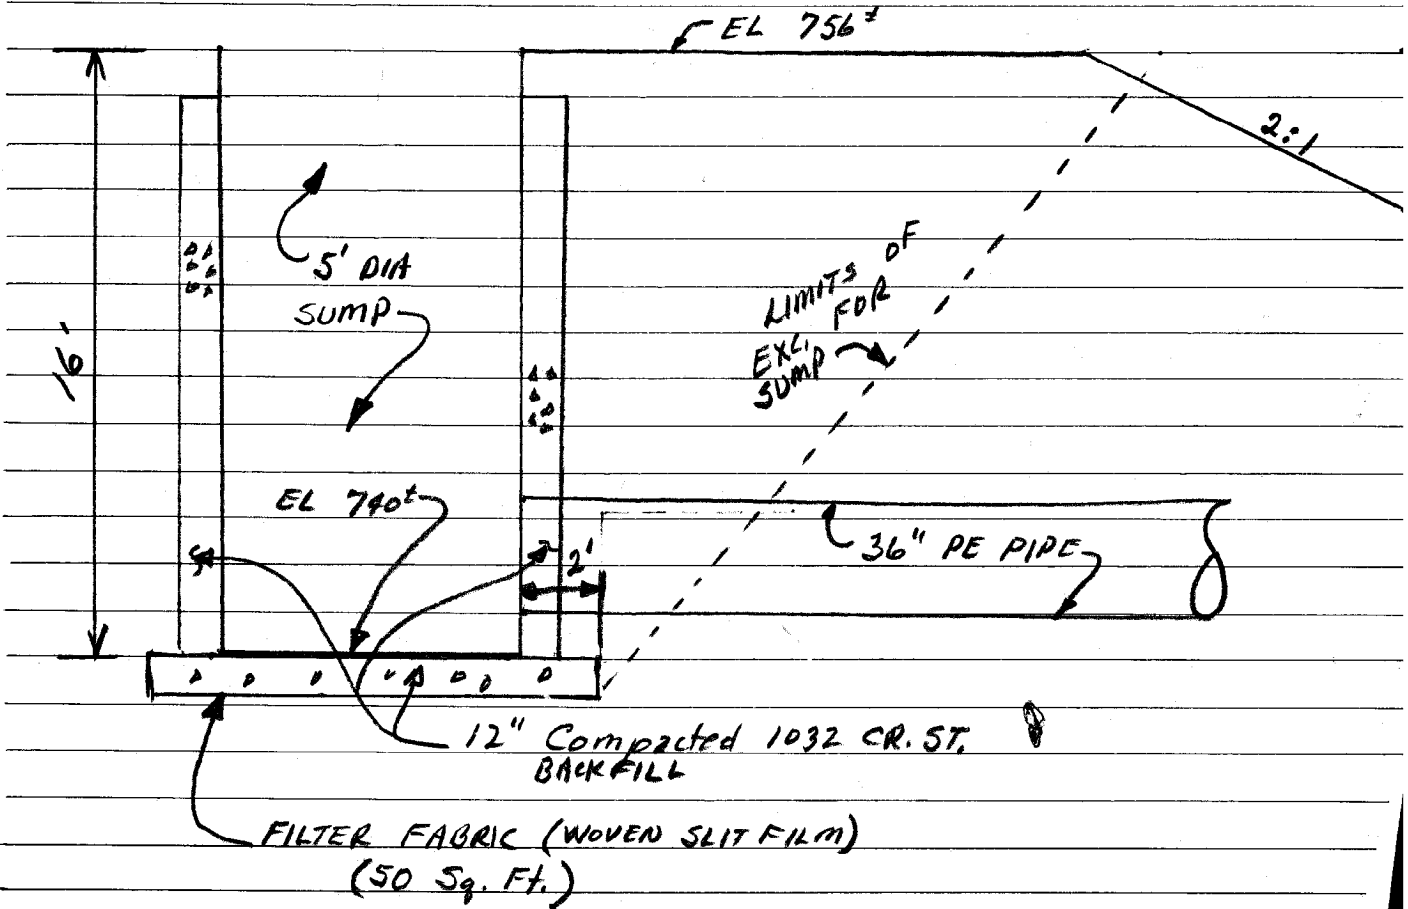 EL 756±
2:1
5' DIA
SUMP
LIMITS OF
EXC. FOR
SUMP
16'
EL 740±
2'
36" PE PIPE
12" Compacted 1032 CR. ST.
BACKFILL
FILTER FABRIC (WOVEN SLIT FILM)
(50 Sq. Ft.)